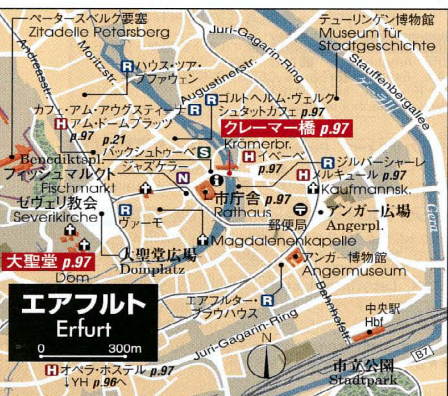 ペータースベルク要塞
Zitadelle Petersberg
Andreasstr.
Moritzstr.
Juri-Gagarin-Ring
テューリンゲン博物館
Museum für
Stadtgeschichte
Stauffenbergallee
R ハウス・ツア・
プファウェン
Augustinerstr.
カフェ・アム・アウグスティーナ R
R ゴルトヘルム・ヴェルク
シュタットカフェ p.97
H アム・ドームプラッツ
p.97
p.21
クレーマー橋 p.97
Krämerbr.
バックシュトゥーベ S
ジャズケラー
N
H イベーべ
p.97
R ジルバーシャーレ
H メルキュール p.97
Kaufmannsk.
Benediktspl.
フィッシュマルクト
Fischmarkt
ゼヴェリ教会
Severikirche
i
市庁舎 p.97
Rathaus
R
ヴァーモ
郵便局
アンガー広場
Angerpl.
Gera
Magdalenenkapelle
大聖堂 p.97
Dom
大聖堂広場
Domplatz
アンガー博物館
Angermuseum
エアフルター・ R
ブラウハウス
Bahnhofstr.
中央駅
Hbf
エアフルト
Erfurt
0 300m
Juri-Gagarin-Ring
N
B7
市立公園
Stadtpark
H オペラ・ホステル p.97
↓YH p.96へ